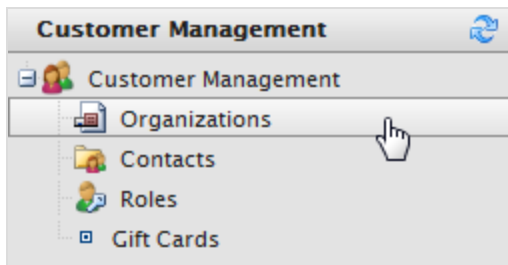 Customer Management
Customer Management
Organizations
Contacts
Roles
Gift Cards